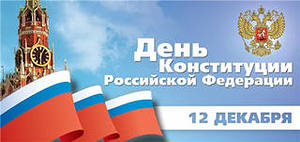 День
Конституции
Российской Федерации
12 ДЕКАБРЯ